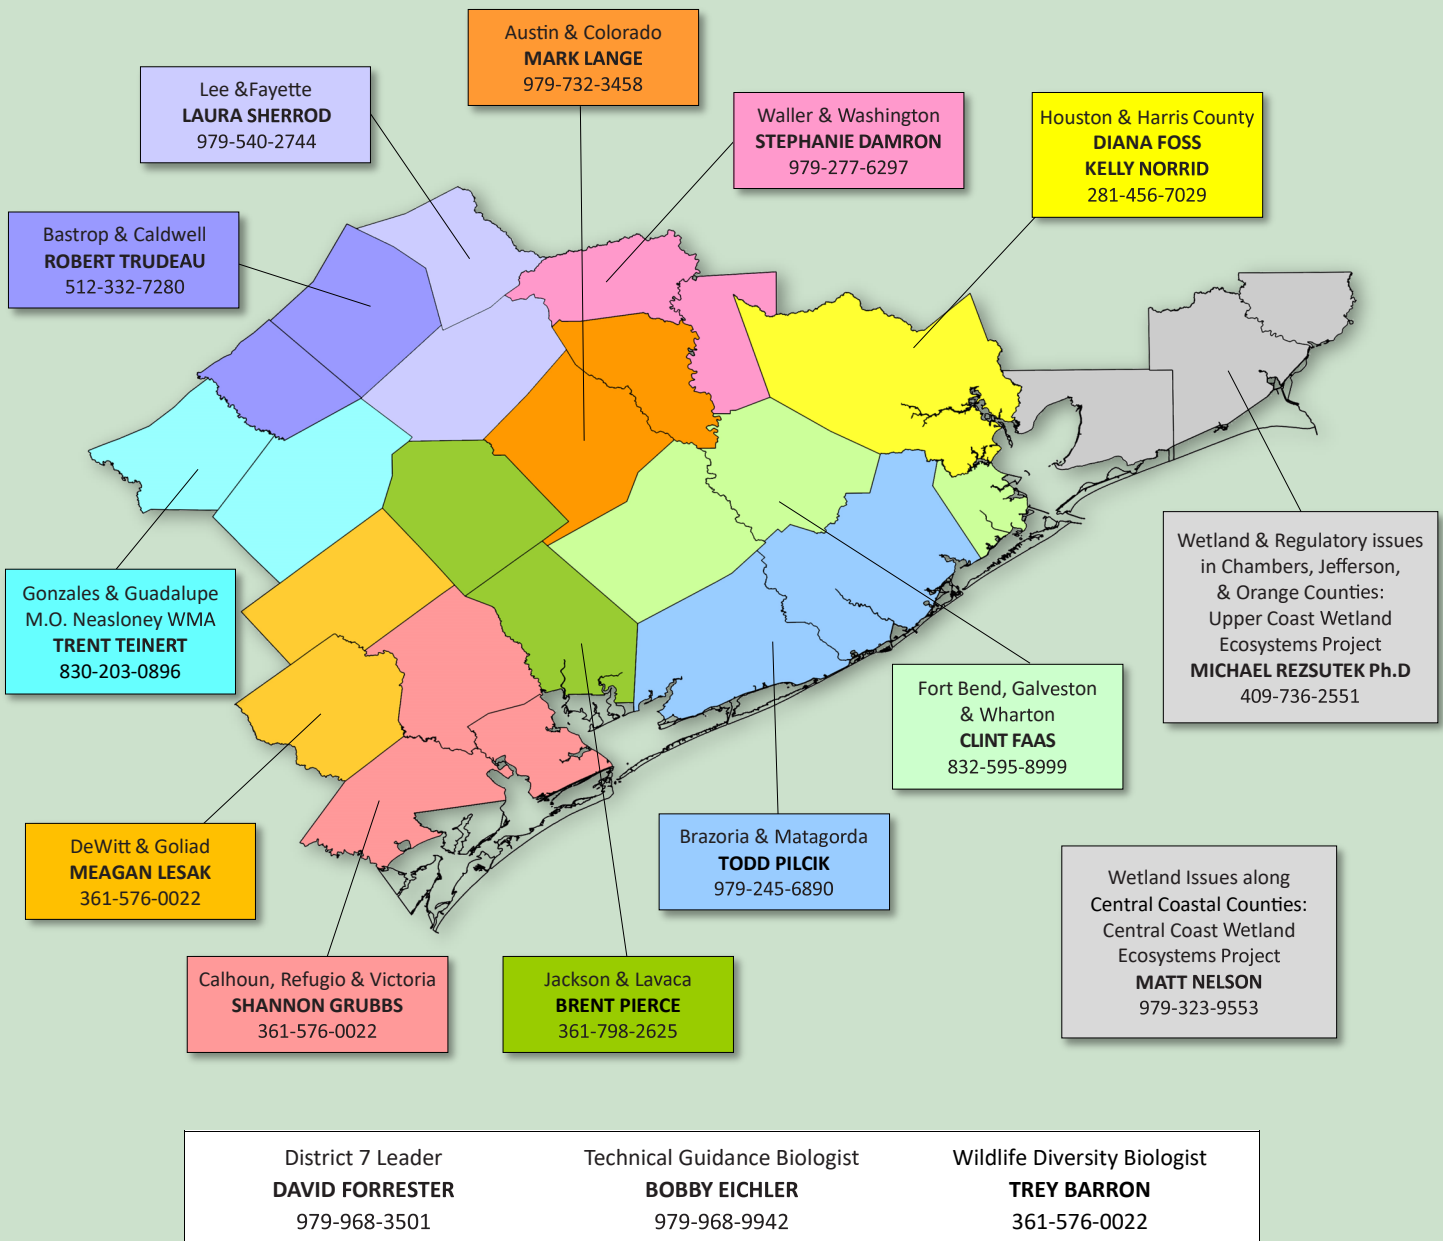 Austin & Colorado
MARK LANGE
979-732-3458
Lee &Fayette
LAURA SHERROD
979-540-2744
Waller & Washington
STEPHANIE DAMRON
979-277-6297
Houston & Harris County
DIANA FOSS
KELLY NORRID
281-456-7029
Bastrop & Caldwell
ROBERT TRUDEAU
512-332-7280
Wetland & Regulatory issues
in Chambers, Jefferson,
& Orange Counties:
Upper Coast Wetland
Ecosystems Project
MICHAEL REZSUTEK Ph.D
409-736-2551
Gonzales & Guadalupe
M.O. Neasloney WMA
TRENT TEINERT
830-203-0896
Fort Bend, Galveston
& Wharton
CLINT FAAS
832-595-8999
DeWitt & Goliad
MEAGAN LESAK
361-576-0022
Brazoria & Matagorda
TODD PILCIK
979-245-6890
Wetland Issues along
Central Coastal Counties:
Central Coast Wetland
Ecosystems Project
MATT NELSON
979-323-9553
Calhoun, Refugio & Victoria
SHANNON GRUBBS
361-576-0022
Jackson & Lavaca
BRENT PIERCE
361-798-2625
District 7 Leader
DAVID FORRESTER
979-968-3501
Technical Guidance Biologist
BOBBY EICHLER
979-968-9942
Wildlife Diversity Biologist
TREY BARRON
361-576-0022